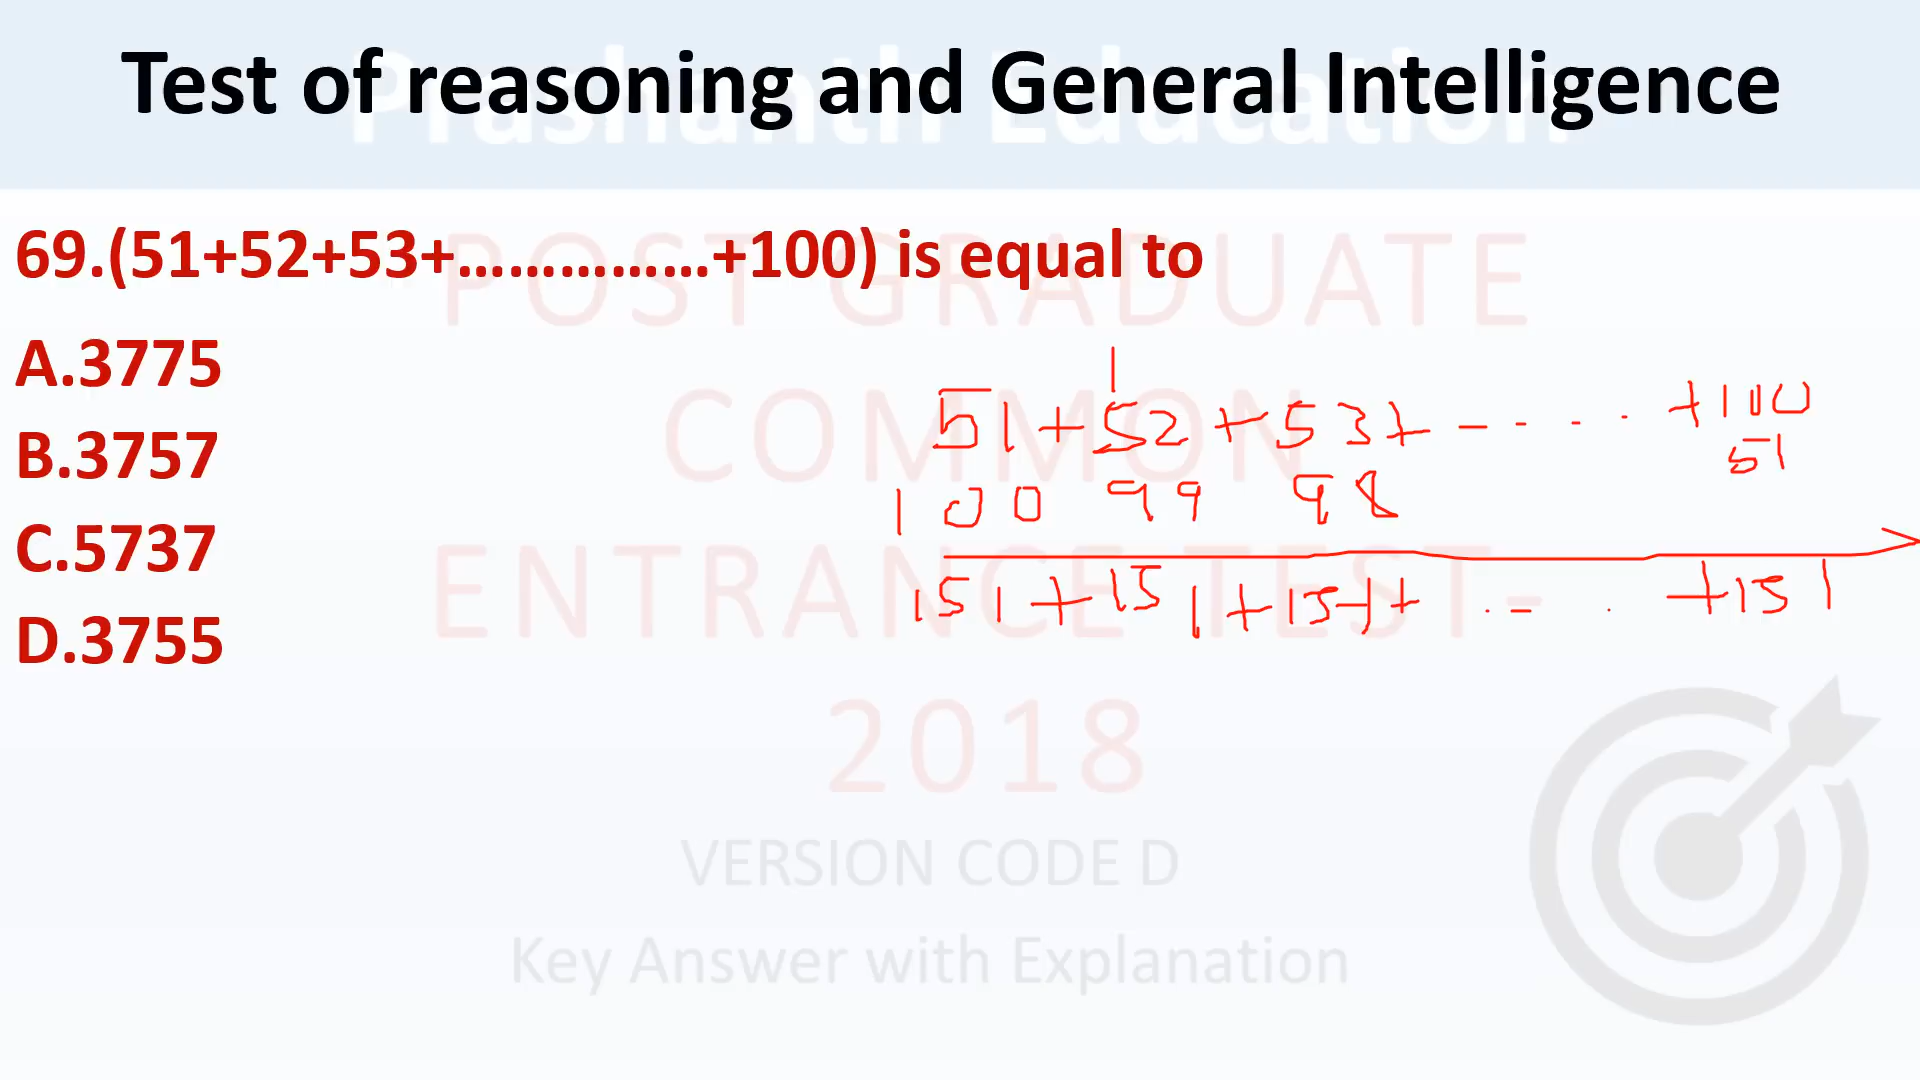 Test of reasoning and General Intelligence
Prashanth Education
69.(51+52+53+...............+100) is equal to
POST GRADUATE
A.3775
COMMON
51+52+53+-----+100
B.3757
100 99 98 51
C.5737
ENTRANCE TEST-
151+151+151+---+151
D.3755
2018
VERSION CODE D
Key Answer with Explanation